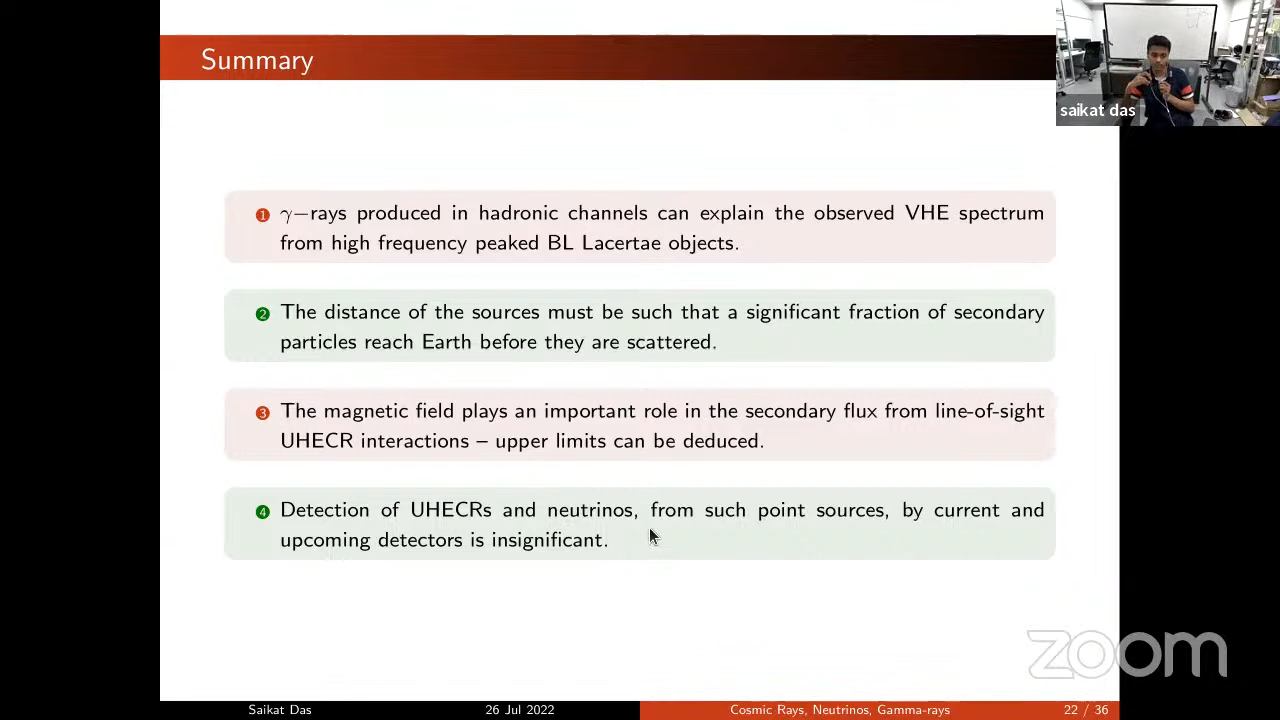 Summary
saikat das
1 γ−rays produced in hadronic channels can explain the observed VHE spectrum
from high frequency peaked BL Lacertae objects.
2 The distance of the sources must be such that a significant fraction of secondary
particles reach Earth before they are scattered.
3 The magnetic field plays an important role in the secondary flux from line-of-sight
UHECR interactions – upper limits can be deduced.
4 Detection of UHECRs and neutrinos, from such point sources, by current and
upcoming detectors is insignificant.
zoom
Saikat Das 26 Jul 2022 Cosmic Rays, Neutrinos, Gamma-rays 22 / 36